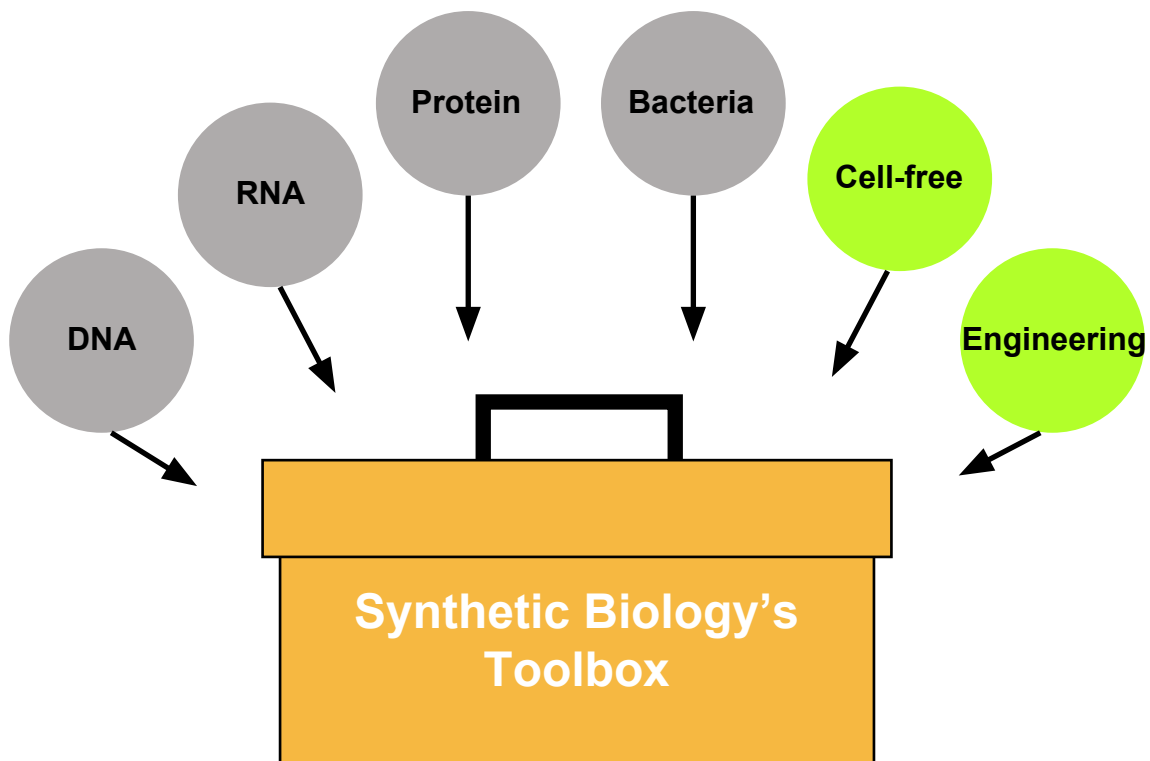 Protein
Bacteria
Cell-free
RNA
DNA
Engineering
Synthetic Biology’s
Toolbox